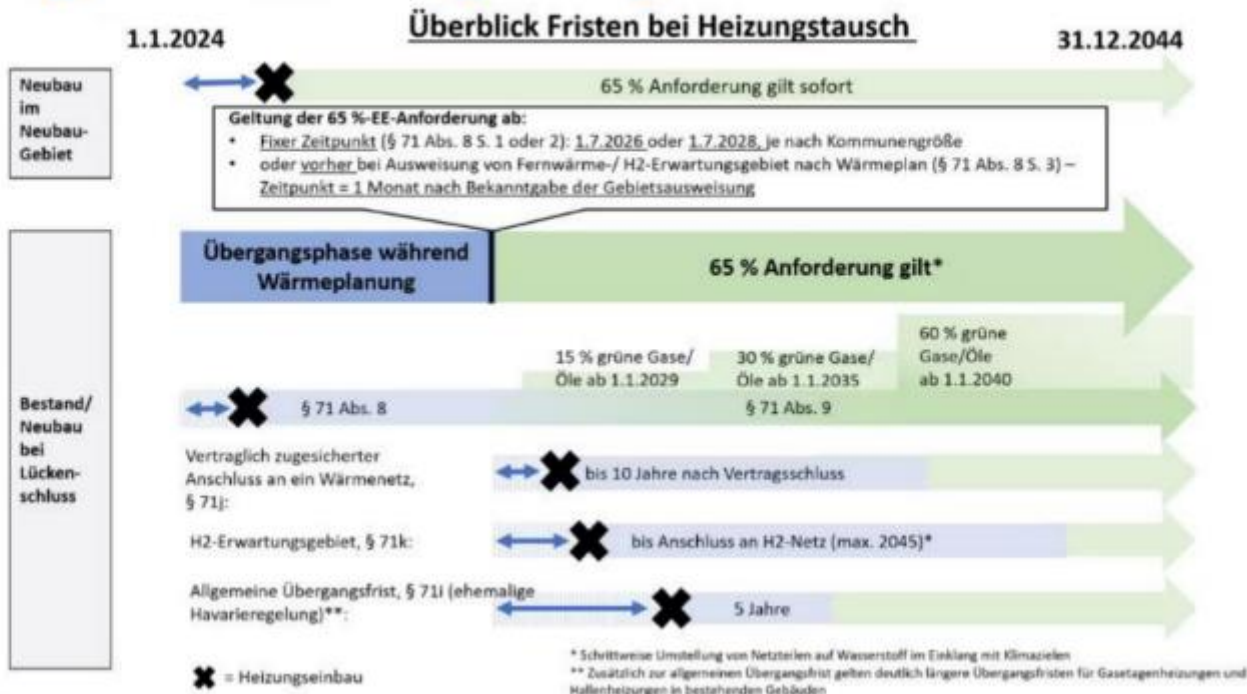 Überblick Fristen bei Heizungstausch
1.1.2024
31.12.2044
Neubau
im
Neubau-
Gebiet
65 % Anforderung gilt sofort
Geltung der 65 %-EE-Anforderung ab:
• Fixer Zeitpunkt (§ 71 Abs. 8 S. 1 oder 2): 1.7.2026 oder 1.7.2028, je nach Kommunengröße
• oder vorher bei Ausweisung von Fernwärme-/ H2-Erwartungsgebiet nach Wärmeplan (§ 71 Abs. 8 S. 3) –
Zeitpunkt = 1 Monat nach Bekanntgabe der Gebietsausweisung
Übergangsphase während
Wärmeplanung
65 % Anforderung gilt*
Bestand/
Neubau
bei
Lücken-
schluss
15 % grüne Gase/
Öle ab 1.1.2029
30 % grüne Gase/
Öle ab 1.1.2035
60 % grüne
Gase/Öle
ab 1.1.2040
§ 71 Abs. 8
§ 71 Abs. 9
Vertraglich zugesicherter
Anschluss an ein Wärmenetz,
§ 71j:
bis 10 Jahre nach Vertragsschluss
H2-Erwartungsgebiet, § 71k:
bis Anschluss an H2-Netz (max. 2045)*
Allgemeine Übergangsfrist, § 71i (ehemalige
Havarieregelung)**:
5 Jahre
= Heizungseinbau
* Schrittweise Umstellung von Netzteilen auf Wasserstoff im Einklang mit Klimazielen
** Zusätzlich zur allgemeinen Übergangsfrist gelten deutlich längere Übergangsfristen für Gasetagenheizungen und
Hallenheizungen in bestehenden Gebäuden